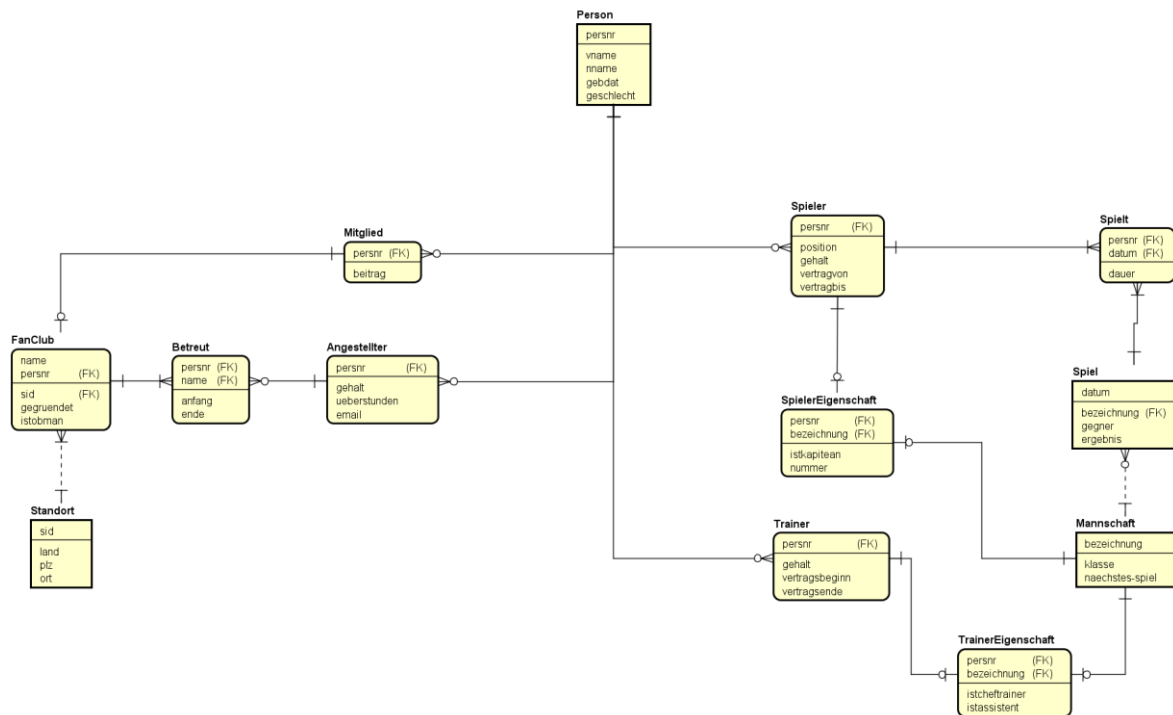 Person
persnr
vname
nname
gebdat
geschlecht
Mitglied
persnr (FK)
beitrag
Spieler
persnr (FK)
position
gehalt
vertragvon
vertragbis
Spielt
persnr (FK)
datum (FK)
dauer
FanClub
name
persnr (FK)
sid (FK)
gegruendet
istobman
Betreut
persnr (FK)
name (FK)
anfang
ende
Angestellter
persnr (FK)
gehalt
ueberstunden
email
SpielerEigenschaft
persnr (FK)
bezeichnung (FK)
istkapitean
nummer
Spiel
datum
bezeichnung (FK)
gegner
ergebnis
Standort
sid
land
plz
ort
Trainer
persnr (FK)
gehalt
vertragsbeginn
vertragsende
Mannschaft
bezeichnung
klasse
naechstes-spiel
TrainerEigenschaft
persnr (FK)
bezeichnung (FK)
istcheftrainer
istassistent